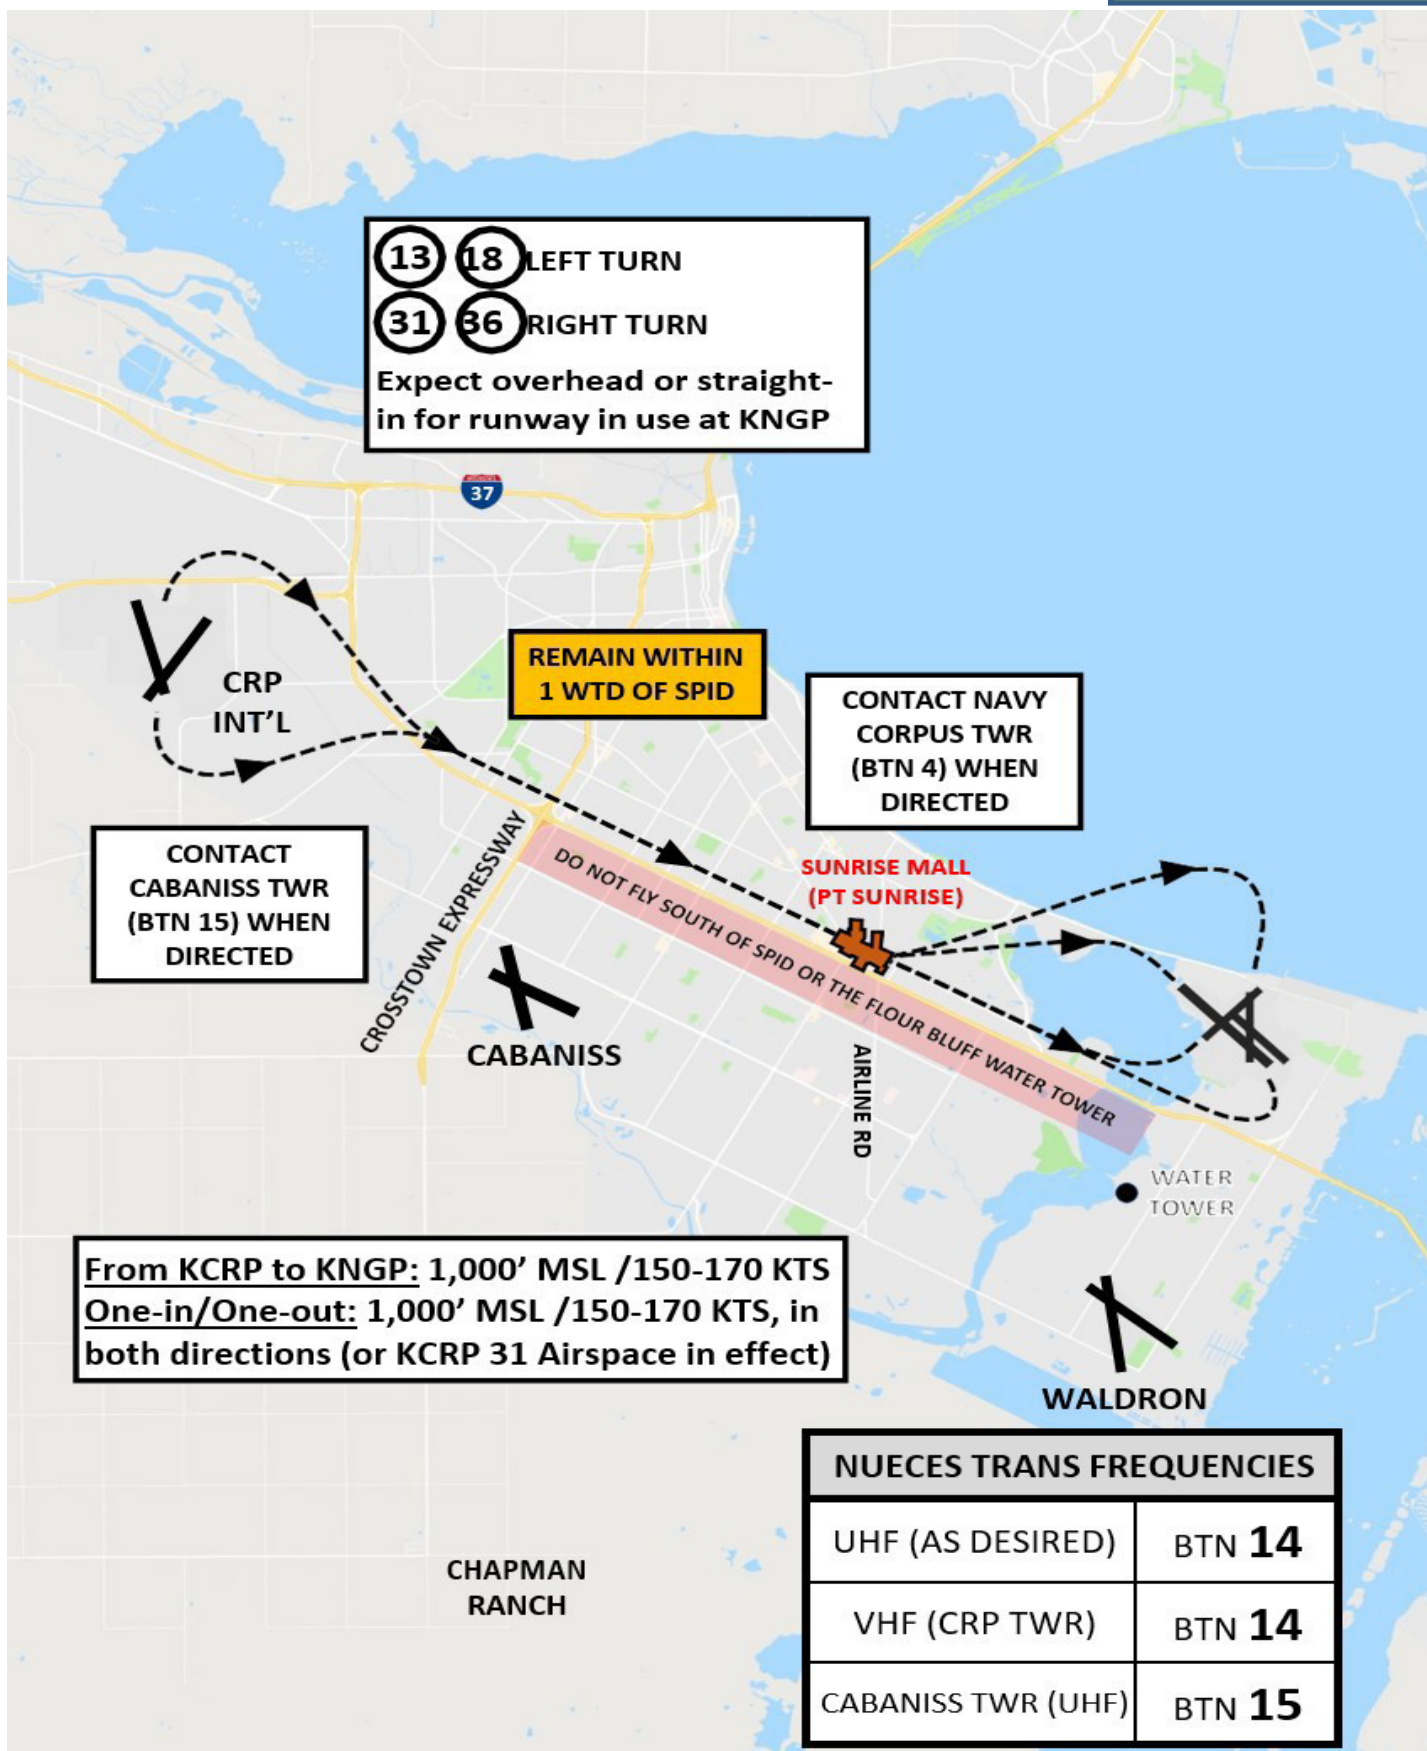 13 18 LEFT TURN
31 36 RIGHT TURN
Expect overhead or straight-
in for runway in use at KNGP
37
REMAIN WITHIN
1 WTD OF SPID
CRP
INT'L
CONTACT NAVY
CORPUS TWR
(BTN 4) WHEN
DIRECTED
CONTACT
CABANISS TWR
(BTN 15) WHEN
DIRECTED
CROSSTOWN EXPRESSWAY
SUNRISE MALL
(PT SUNRISE)
DO NOT FLY SOUTH OF SPID OR THE FLOUR BLUFF WATER TOWER
CABANISS
AIRLINE RD
WATER
TOWER
From KCRP to KNGP: 1,000' MSL /150-170 KTS
One-in/One-out: 1,000' MSL /150-170 KTS, in
both directions (or KCRP 31 Airspace in effect)
WALDRON
NUECES TRANS FREQUENCIES
UHF (AS DESIRED) BTN 14
VHF (CRP TWR) BTN 14
CABANISS TWR (UHF) BTN 15
CHAPMAN
RANCH